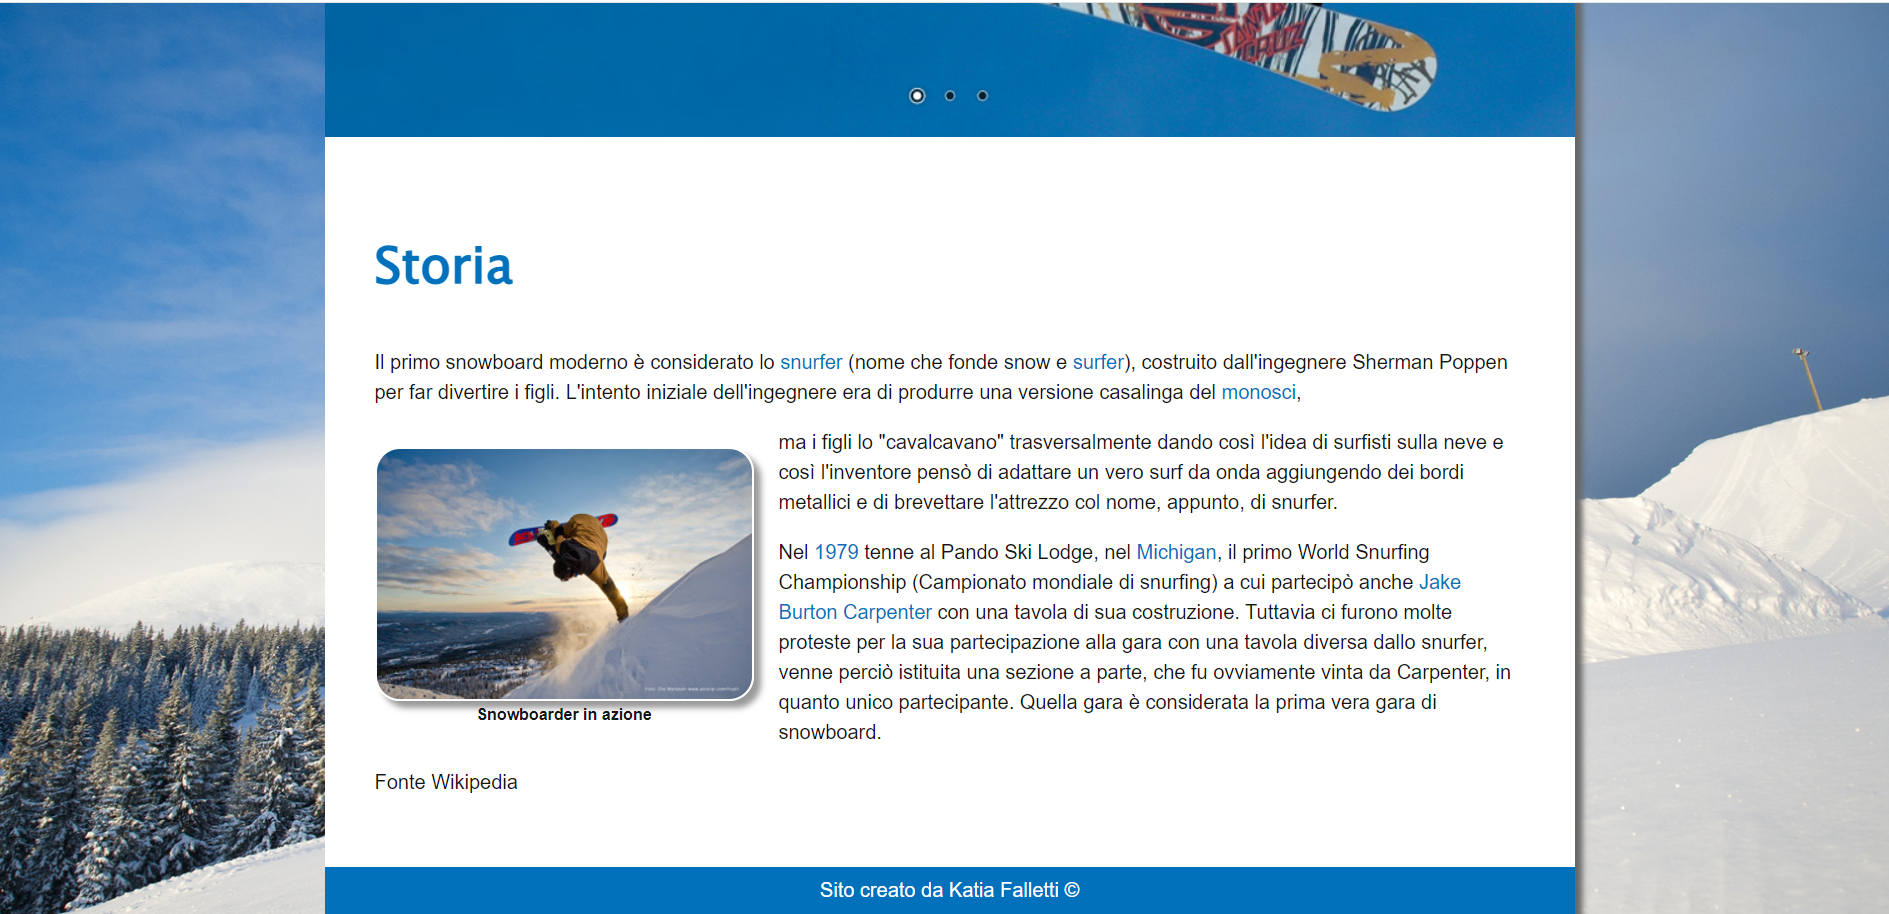 SANTA
CRUZ
Storia
Il primo snowboard moderno è considerato lo snurfer (nome che fonde snow e surfer), costruito dall'ingegnere Sherman Poppen
per far divertire i figli. L'intento iniziale dell'ingegnere era di produrre una versione casalinga del monosci,
ma i figli lo "cavalcavano" trasversalmente dando così l'idea di surfisti sulla neve e
così l'inventore pensò di adattare un vero surf da onda aggiungendo dei bordi
metallici e di brevettare l'attrezzo col nome, appunto, di snurfer.
Nel 1979 tenne al Pando Ski Lodge, nel Michigan, il primo World Snurfing
Championship (Campionato mondiale di snurfing) a cui partecipò anche Jake
Burton Carpenter con una tavola di sua costruzione. Tuttavia ci furono molte
proteste per la sua partecipazione alla gara con una tavola diversa dallo snurfer,
venne perciò istituita una sezione a parte, che fu ovviamente vinta da Carpenter, in
quanto unico partecipante. Quella gara è considerata la prima vera gara di
snowboard.
Snowboarder in azione
Fonte Wikipedia
Sito creato da Katia Falletti ©